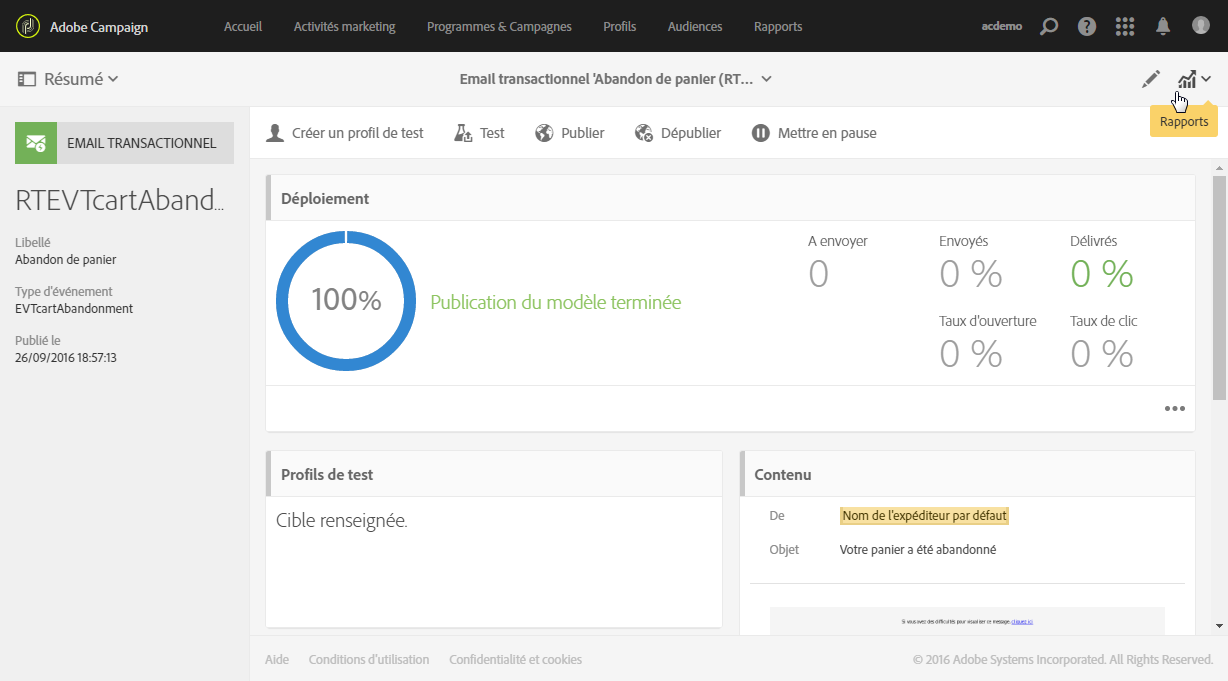 Adobe Campaign
Accueil
Activités marketing
Programmes & Campagnes
Profils
Audiences
Rapports
acdemo
Résumé
Email transactionnel 'Abandon de panier (RT...
Rapports
EMAIL TRANSACTIONNEL
Créer un profil de test
Test
Publier
Dépublier
Mettre en pause
RTEVTcartAband...
Libellé
Abandon de panier
Type d'événement
EVTcartAbandonment
Publié le
26/09/2016 18:57:13
Déploiement
100%
Publication du modèle terminée
A envoyer
0
Envoyés
0 %
Délivrés
0 %
Taux d'ouverture
0 %
Taux de clic
0 %
Profils de test
Cible renseignée.
Contenu
De
Nom de l'expéditeur par défaut
Objet
Votre panier a été abandonné
Si vous avez des difficultés pour visualiser ce message, cliquez ici
Aide
Conditions d'utilisation
Confidentialité et cookies
© 2016 Adobe Systems Incorporated. All Rights Reserved.